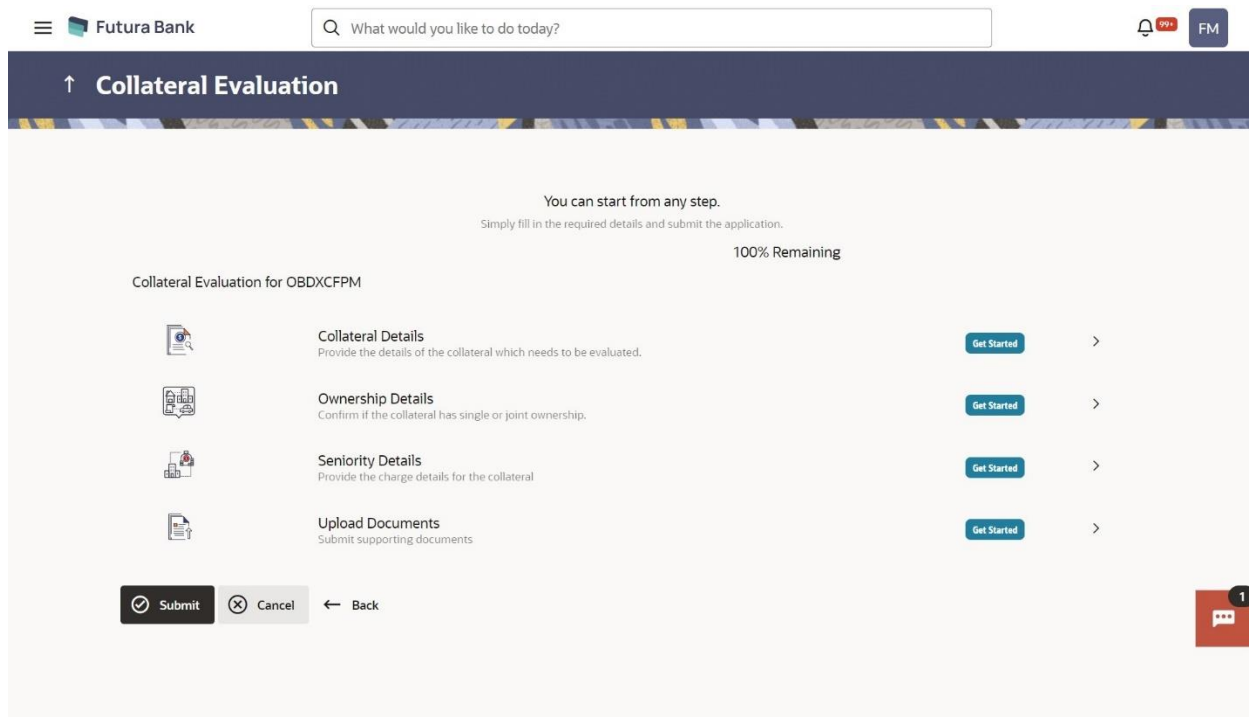 Futura Bank
What would you like to do today?
99+
FM
Collateral Evaluation
You can start from any step.
Simply fill in the required details and submit the application.
100% Remaining
Collateral Evaluation for OBDXCFPM
Collateral Details
Provide the details of the collateral which needs to be evaluated.
Get Started
Ownership Details
Confirm if the collateral has single or joint ownership.
Get Started
Seniority Details
Provide the charge details for the collateral
Get Started
Upload Documents
Submit supporting documents
Get Started
Submit
Cancel
Back
1